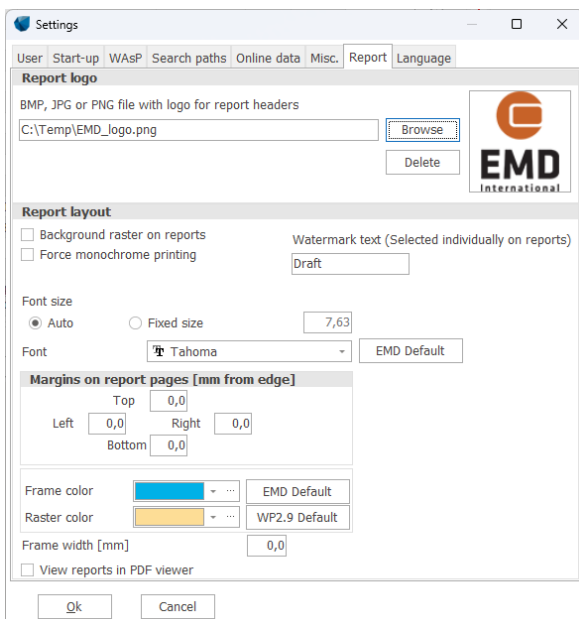 Settings
User Start-up WAsP Search paths Online data Misc. Report Language
Report logo
BMP, JPG or PNG file with logo for report headers
C:\Temp\EMD_logo.png
Browse
Delete
EMD
International
Report layout
Background raster on reports
Force monochrome printing
Watermark text (Selected individually on reports)
Draft
Font size
Auto Fixed size 7,63
Font Tahoma EMD Default
Margins on report pages [mm from edge]
Top 0,0
Left 0,0 Right 0,0
Bottom 0,0
Frame color EMD Default
Raster color WP2.9 Default
Frame width [mm] 0,0
View reports in PDF viewer
Ok Cancel